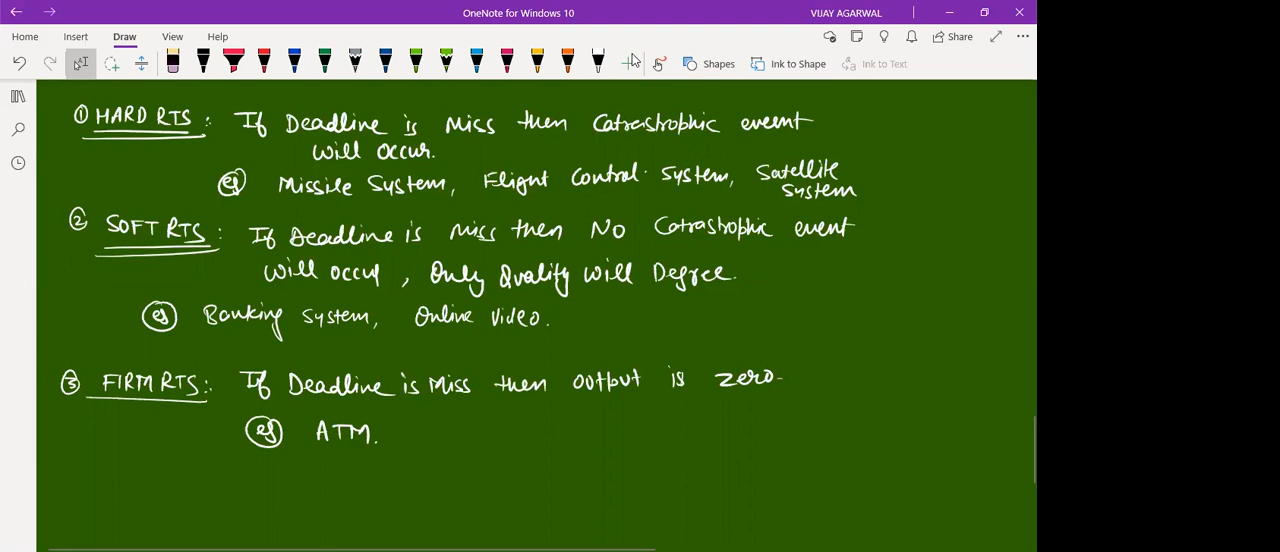 OneNote for Windows 10
VIJAY AGARWAL
Home Insert Draw View Help
Share
Shapes
Ink to Shape
Ink to Text
① HARD RTS : If Deadline is Miss then Catrastrophic eveent
will occur.
eg Missile System, Flight Control System, Satellite
System
② SOFT RTS : If Deadline is Miss then NO Catrastrophic event
will occur, Only Quality will Degree.
eg Banking System, Online Video.
③ FIRM RTS : If Deadline is Miss then output is zero-
eg ATM.